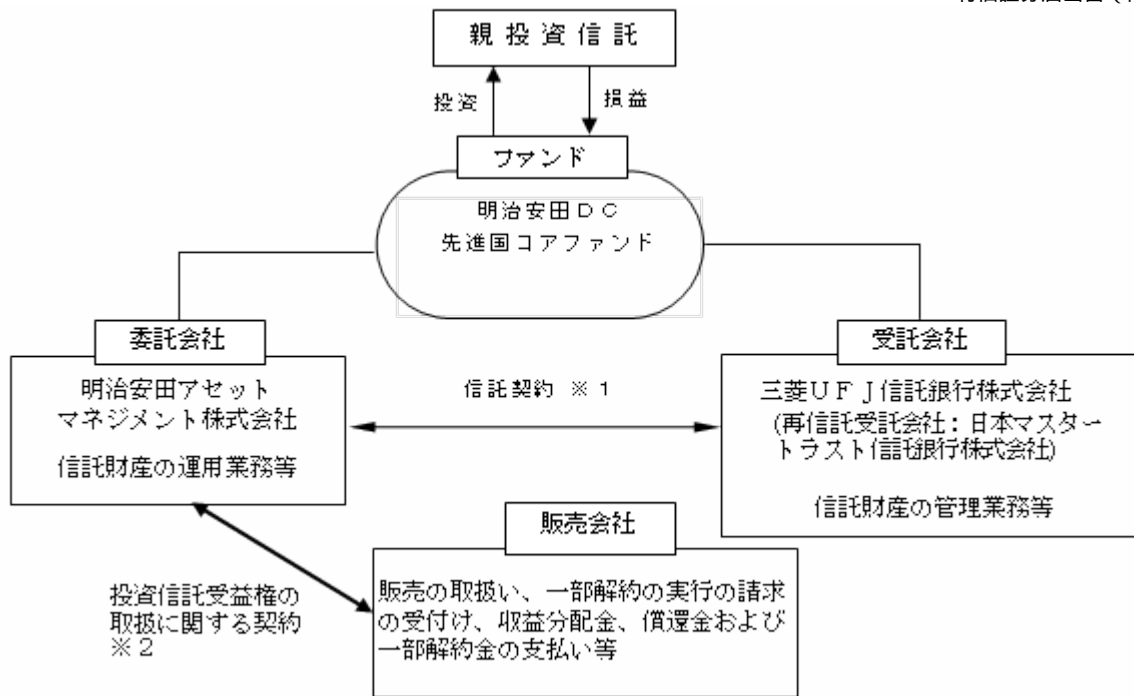 親投資信託
投資
損益
ファンド
明治安田ＤＣ
先進国コアファンド
委託会社
明治安田アセット
マネジメント株式会社
信託財産の運用業務等
信託契約 ※１
受託会社
三菱ＵＦＪ信託銀行株式会社
(再信託受託会社：日本マスター
トラスト信託銀行株式会社)
信託財産の管理業務等
投資信託受益権の
取扱に関する契約
※２
販売会社
販売の取扱い、一部解約の実行の請求
の受付け、収益分配金、償還金および
一部解約金の支払い等